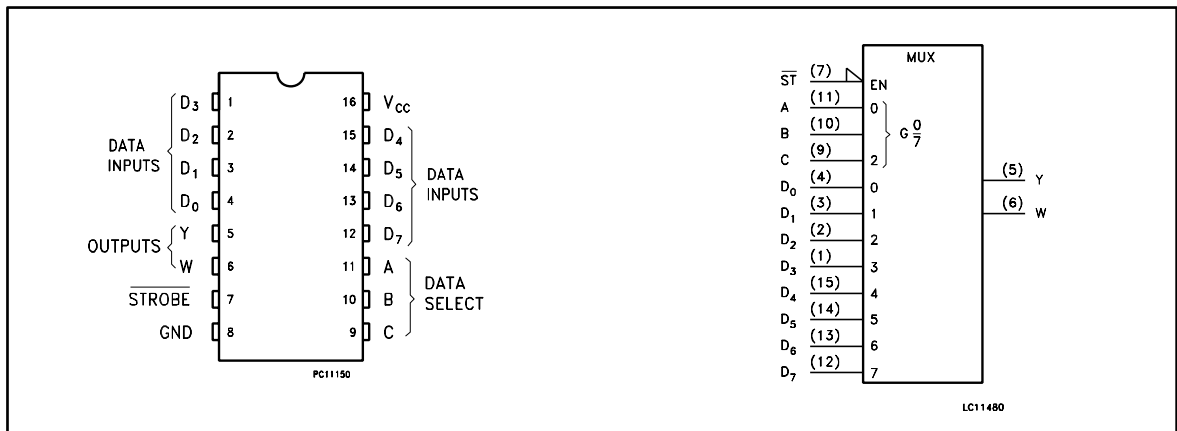 D3 1 16 VCC
D2 2 15 D4
DATA INPUTS
D1 3 14 D5
DATA INPUTS
D0 4 13 D6
Y 5 12 D7
OUTPUTS
W 6 11 A
DATA SELECT
STROBE 7 10 B
GND 8 9 C
PC11150
MUX
ST (7) EN
A (11) 0
B (10) G 0/7
C (9) 2
D0 (4) 0
(5) Y
D1 (3) 1
(6) W
D2 (2) 2
D3 (1) 3
D4 (15) 4
D5 (14) 5
D6 (13) 6
D7 (12) 7
LC11480